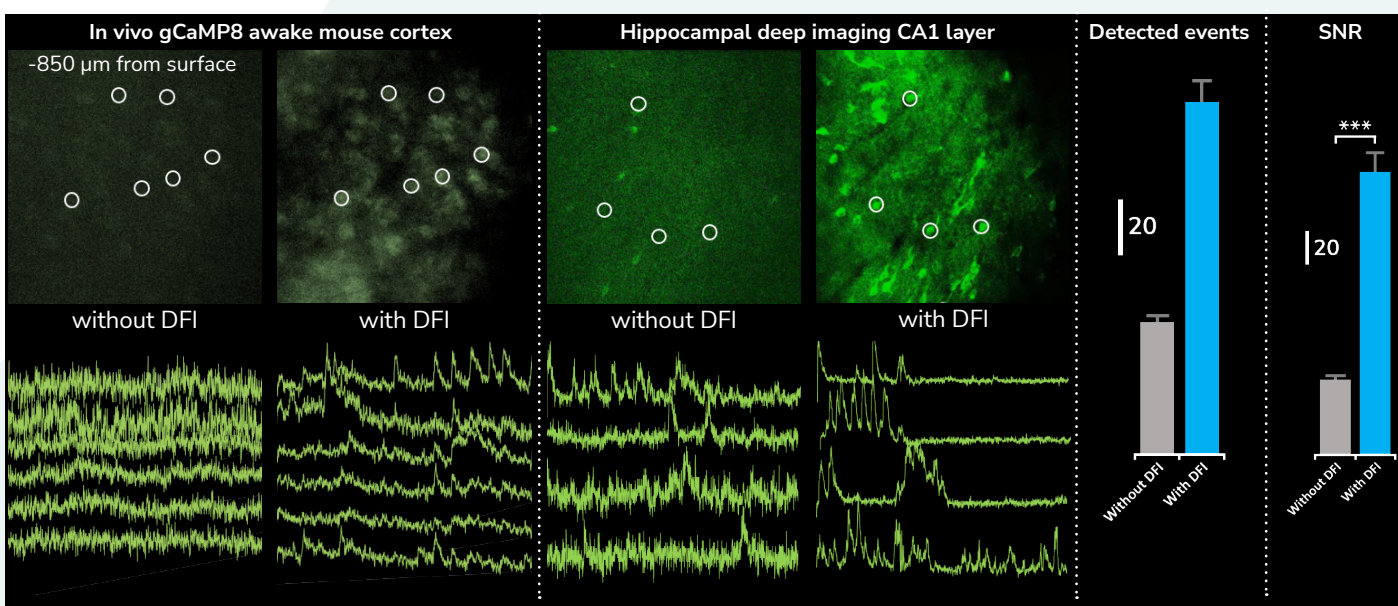 In vivo gCaMP8 awake mouse cortex
-850 µm from surface
without DFI
with DFI
Hippocampal deep imaging CA1 layer
without DFI
with DFI
Detected events
20
Without DFI
With DFI
SNR
***
20
Without DFI
With DFI